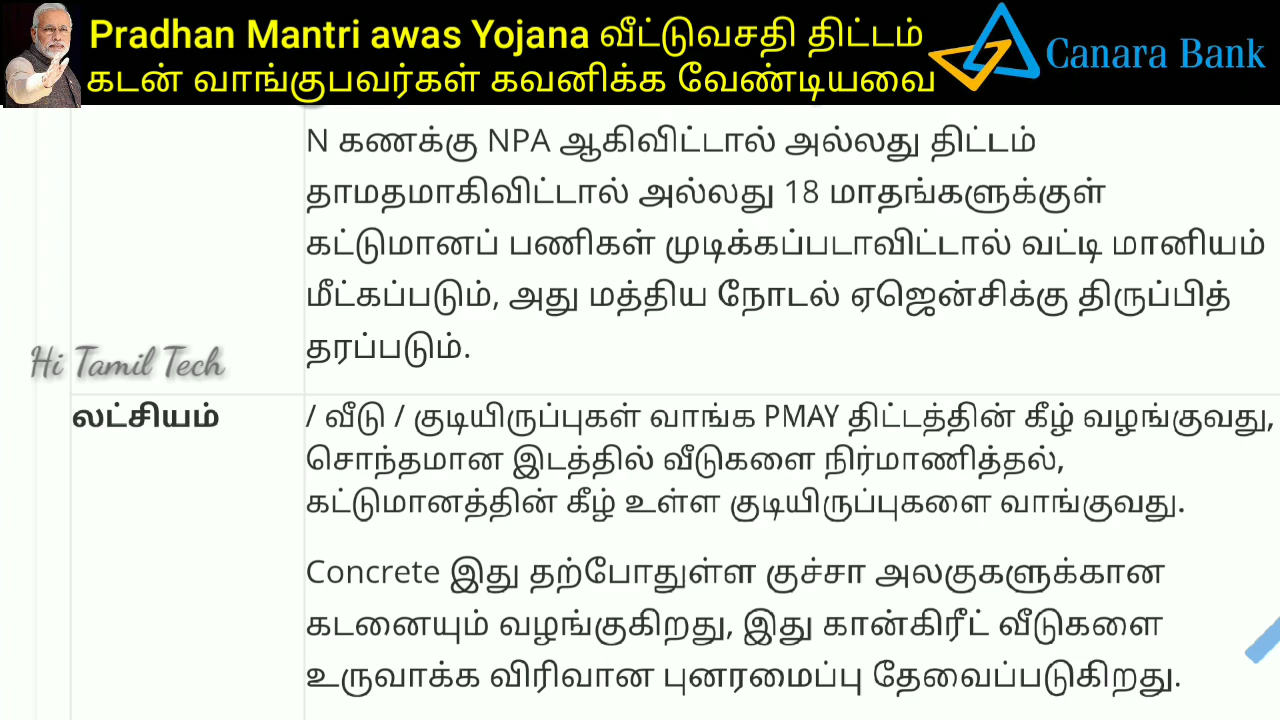 Pradhan Mantri awas Yojana வீட்டுவசதி திட்டம்
கடன் வாங்குபவர்கள் கவனிக்க வேண்டியவை
Canara Bank
N கணக்கு NPA ஆகிவிட்டால் அல்லது திட்டம்
தாமதமாகிவிட்டால் அல்லது 18 மாதங்களுக்குள்
கட்டுமானப் பணிகள் முடிக்கப்படாவிட்டால் வட்டி மானியம்
மீட்கப்படும், அது மத்திய நோடல் ஏஜென்சிக்கு திருப்பித்
தரப்படும்.
Hi Tamil Tech
லட்சியம்
/ வீடு / குடியிருப்புகள் வாங்க PMAY திட்டத்தின் கீழ் வழங்குவது,
சொந்தமான இடத்தில் வீடுகளை நிர்மாணித்தல்,
கட்டுமானத்தின் கீழ் உள்ள குடியிருப்புகளை வாங்குவது.
Concrete இது தற்போதுள்ள குச்சா அலகுகளுக்கான
கடனையும் வழங்குகிறது, இது கான்கிரீட் வீடுகளை
உருவாக்க விரிவான புனரமைப்பு தேவைப்படுகிறது.